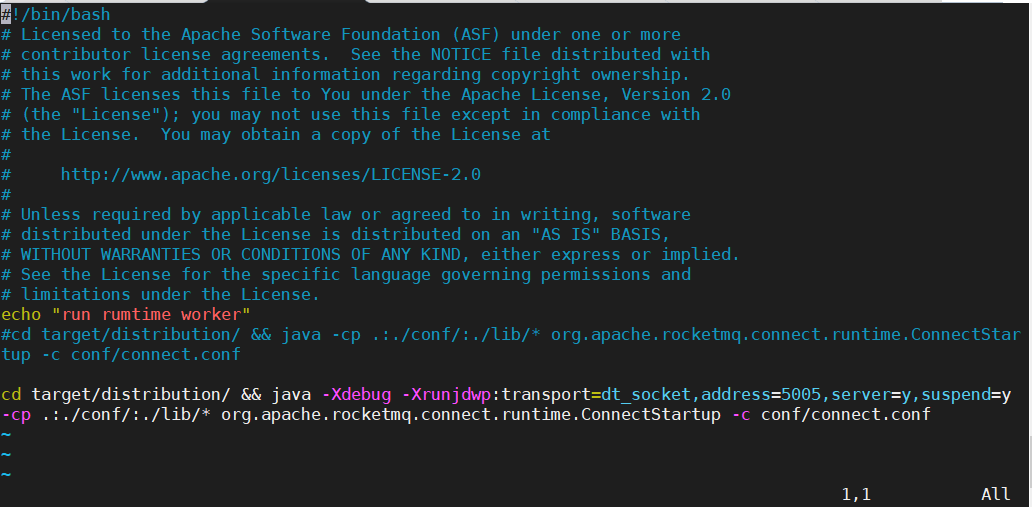 #!/bin/bash
# Licensed to the Apache Software Foundation (ASF) under one or more
# contributor license agreements.  See the NOTICE file distributed with
# this work for additional information regarding copyright ownership.
# The ASF licenses this file to You under the Apache License, Version 2.0
# (the "License"); you may not use this file except in compliance with
# the License.  You may obtain a copy of the License at
#
#     http://www.apache.org/licenses/LICENSE-2.0
#
# Unless required by applicable law or agreed to in writing, software
# distributed under the License is distributed on an "AS IS" BASIS,
# WITHOUT WARRANTIES OR CONDITIONS OF ANY KIND, either express or implied.
# See the License for the specific language governing permissions and
# limitations under the License.
echo "run rumtime worker"
#cd target/distribution/ && java -cp .:./conf/:./lib/* org.apache.rocketmq.connect.runtime.ConnectStar
tup -c conf/connect.conf

cd target/distribution/ && java -Xdebug -Xrunjdwp:transport=dt_socket,address=5005,server=y,suspend=y
-cp .:./conf/:./lib/* org.apache.rocketmq.connect.runtime.ConnectStartup -c conf/connect.conf
~
~
~
1,1 All